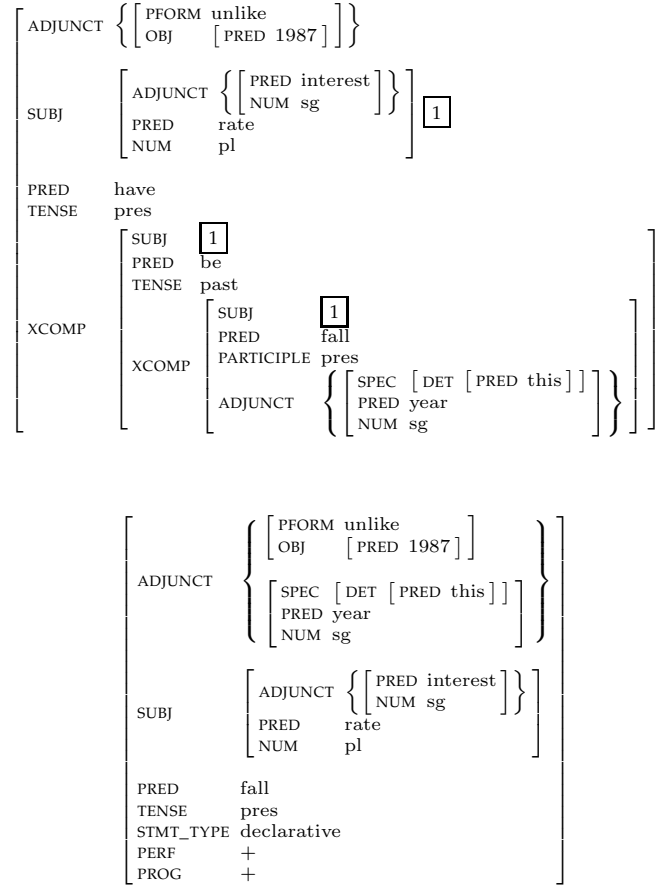 ADJUNCT { [ PFORM unlike
OBJ [ PRED 1987 ] ] }
ADJUNCT { [ PRED interest
NUM sg ] }
SUBJ 1
PRED rate
NUM pl
PRED have
TENSE pres
SUBJ 1
PRED be
TENSE past
SUBJ 1
XCOMP
PRED fall
PARTICIPLE pres
XCOMP
SPEC [ DET [ PRED this ] ]
ADJUNCT
PRED year
NUM sg
PFORM unlike
OBJ [ PRED 1987 ]
ADJUNCT
SPEC [ DET [ PRED this ] ]
PRED year
NUM sg
ADJUNCT { [ PRED interest
NUM sg ] }
SUBJ
PRED rate
NUM pl
PRED fall
TENSE pres
STMT_TYPE declarative
PERF +
PROG +